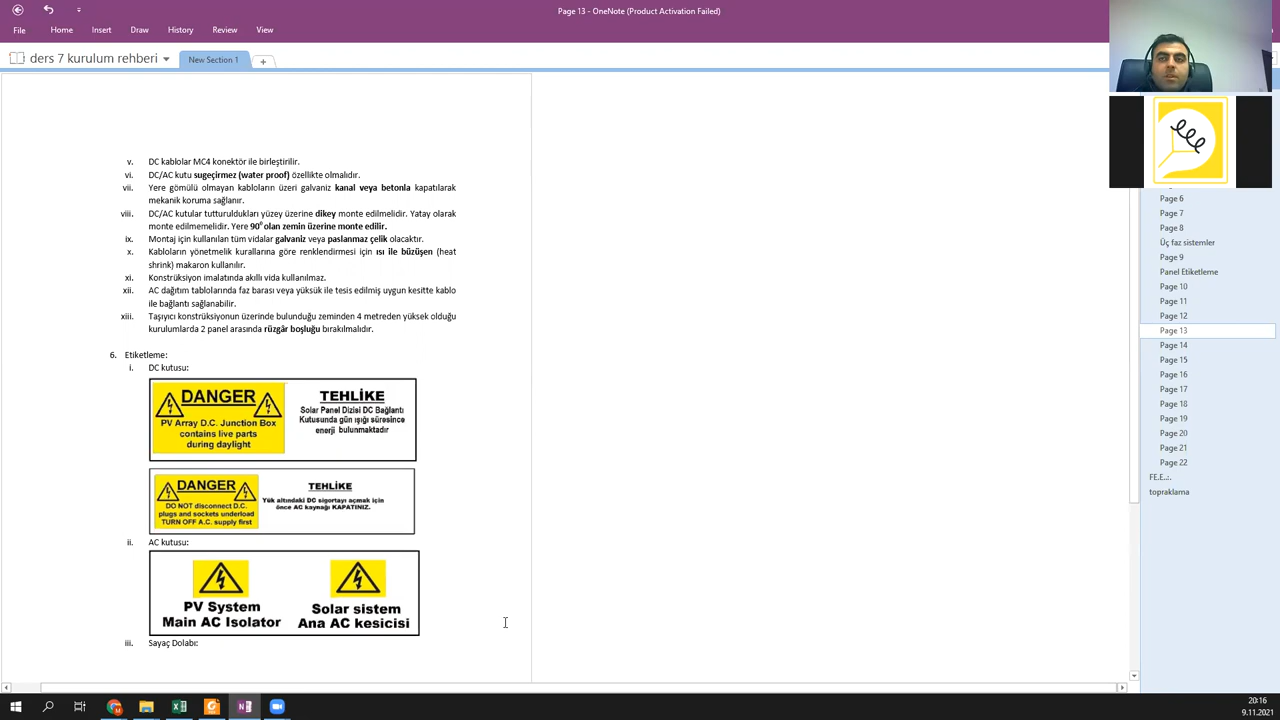 Page 13 - OneNote (Product Activation Failed)
File Home Insert Draw History Review View
ders 7 kurulum rehberi New Section 1
v. DC kablolar MC4 konektör ile birleştirilir.
vi. DC/AC kutu sugeçirmez (water proof) özellikte olmalıdır.
vii. Yere gömülü olmayan kabloların üzeri galvaniz kanal veya betonla kapatılarak
mekanik koruma sağlanır.
viii. DC/AC kutular tutturuldukları yüzey üzerine dikey monte edilmelidir. Yatay olarak
monte edilmemelidir. Yere 90° olan zemin üzerine monte edilir.
ix. Montaj için kullanılan tüm vidalar galvaniz veya paslanmaz çelik olacaktır.
x. Kabloların yönetmelik kurallarına göre renklendirmesi için ısı ile büzüşen (heat
shrink) makaron kullanılır.
xi. Konstrüksiyon imalatında akıllı vida kullanılmaz.
xii. AC dağıtım tablolarında faz barası veya yüksük ile tesis edilmiş uygun kesitte kablo
ile bağlantı sağlanabilir.
xiii. Taşıyıcı konstrüksiyonun üzerinde bulunduğu zeminden 4 metreden yüksek olduğu
kurulumlarda 2 panel arasında rüzgâr boşluğu bırakılmalıdır.
6. Etiketleme:
i. DC kutusu:
DANGER
PV Array D.C. Junction Box
contains live parts
during daylight
TEHLİKE
Solar Panel Dizisi DC Bağlantı
Kutusunda gün ışığı süresince
enerji bulunmaktadır
DANGER
DO NOT disconnect D.C.
plugs and sockets underload
TURN OFF A.C. supply first
TEHLİKE
Yük altındaki DC sigortayı açmak için
önce AC kaynağı KAPATINIZ.
ii. AC kutusu:
PV System
Main AC Isolator
Solar sistem
Ana AC kesicisi
iii. Sayaç Dolabı:
Page 6
Page 7
Page 8
Üç faz sistemler
Page 9
Panel Etiketleme
Page 10
Page 11
Page 12
Page 13
Page 14
Page 15
Page 16
Page 17
Page 18
Page 19
Page 20
Page 21
Page 22
FE.E.:.
topraklama
20:16
9.11.2021